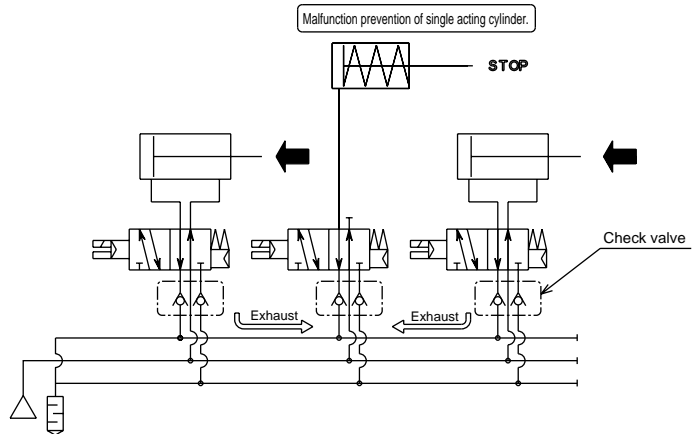 Malfunction prevention of single acting cylinder.
STOP
Check valve
Exhaust
Exhaust